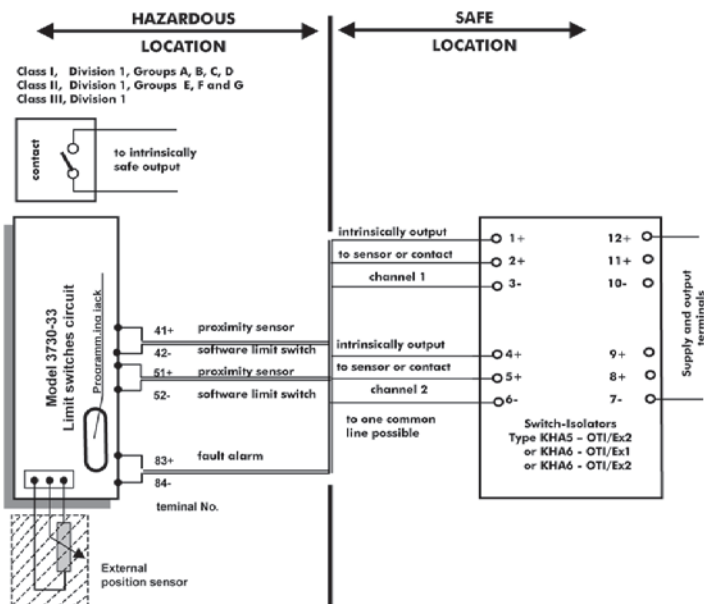 HAZARDOUS
LOCATION
SAFE
LOCATION
Class I, Division 1, Groups A, B, C, D
Class II, Division 1, Groups E, F and G
Class III, Division 1
contact
to intrinsically
safe output
Model 3730-33
Limit switches circuit
Programm.ing jack
41+ proximity sensor
42- software limit switch
51+ proximity sensor
52- software limit switch
83+ fault alarm
84-
teminal No.
External
position sensor
intrinsically output
to sensor or contact
channel 1
intrinsically output
to sensor or contact
channel 2
to one common
line possible
1+ 12+
2+ 11+
3- 10-
4+ 9+
5+ 8+
6- 7-
Switch-Isolators
Type KHA5 - OTI/Ex2
or KHA6 - OTI/Ex1
or KHA6 - OTI/Ex2
Supply and output
terminals